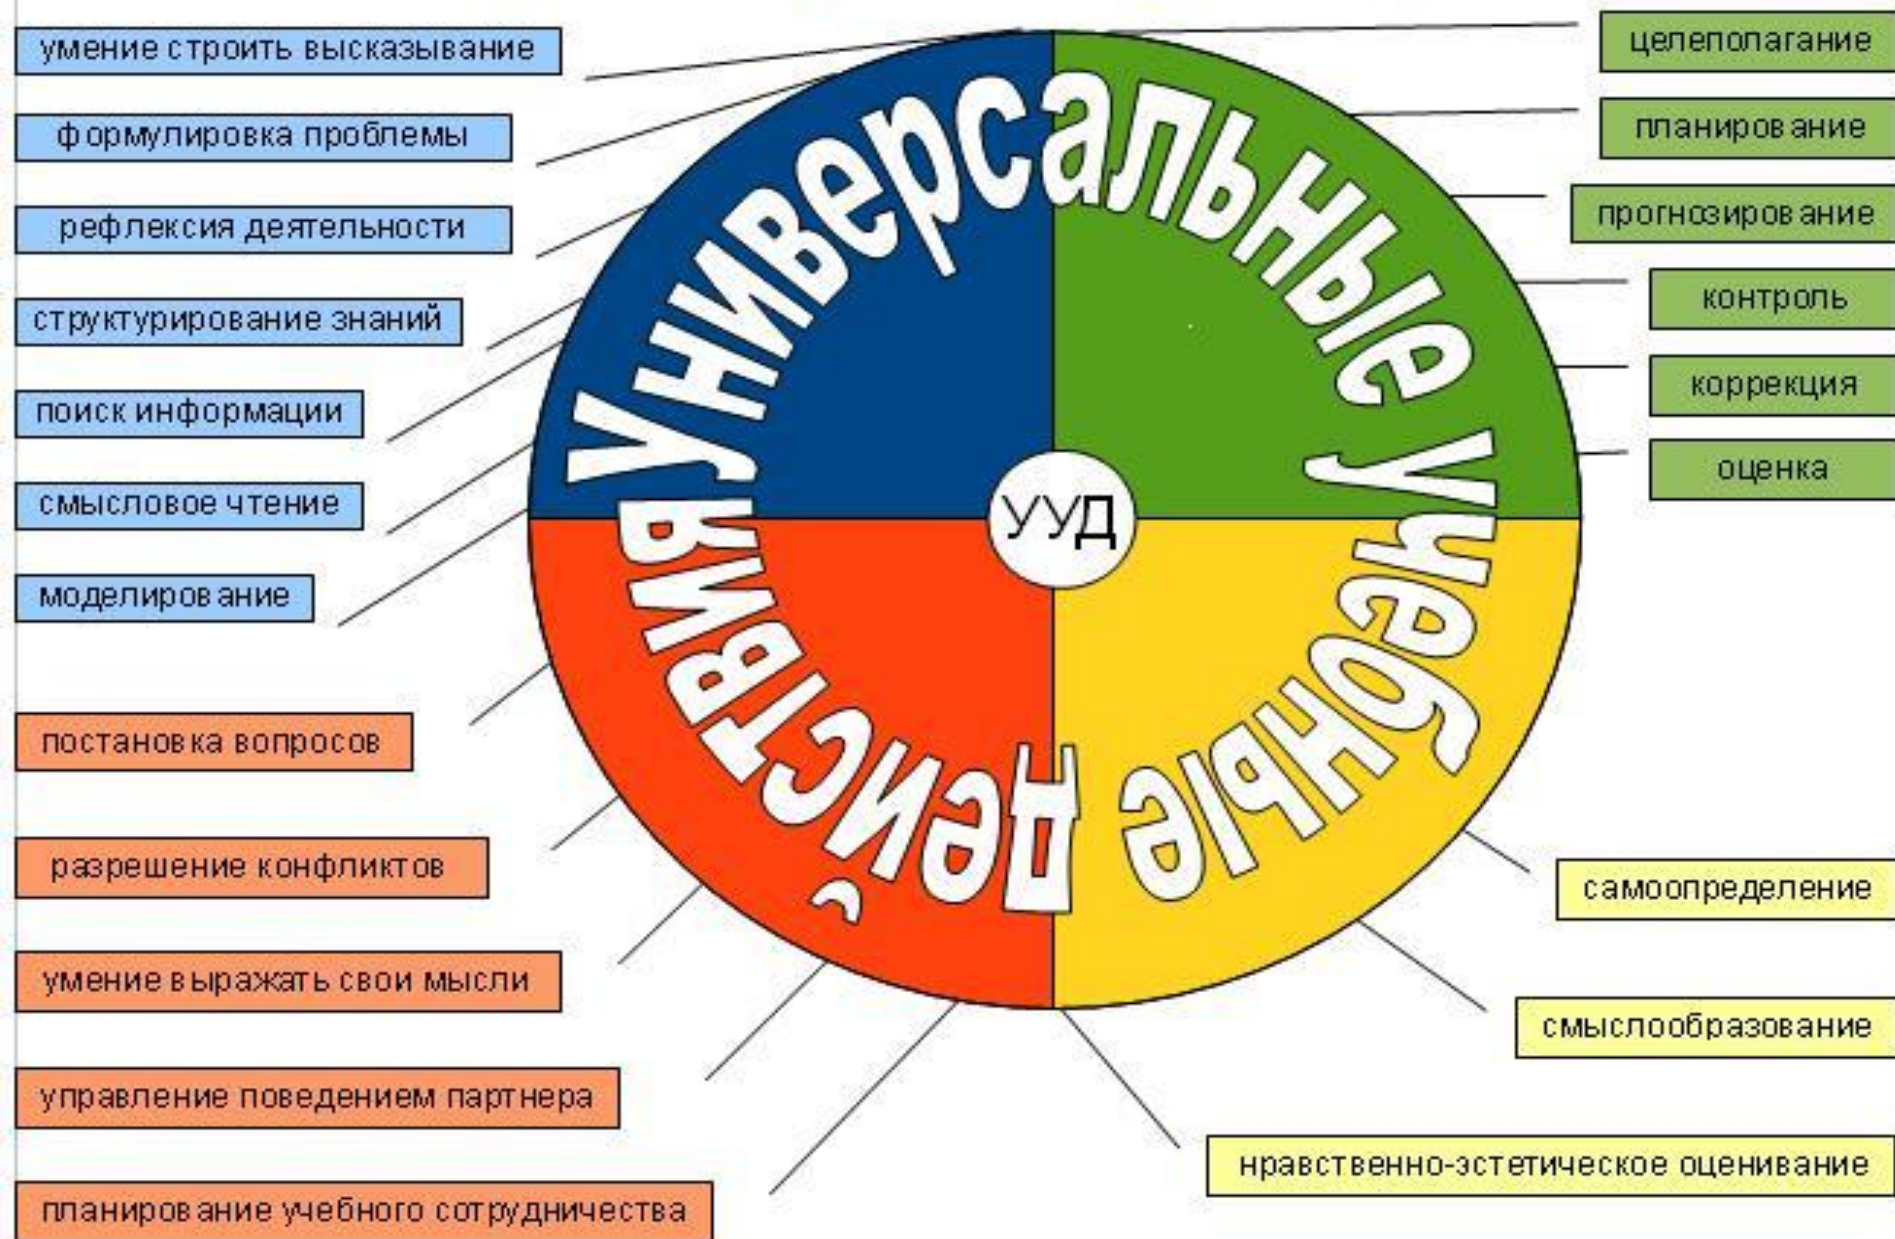 умение строить высказывание
формулировка проблемы
рефлексия деятельности
структурирование знаний
поиск информации
смысловое чтение
моделирование
постановка вопросов
разрешение конфликтов
умение выражать свои мысли
управление поведением партнера
планирование учебного сотрудничества
Универсальные учебные действия
УУД
целеполагание
планирование
прогнозирование
контроль
коррекция
оценка
самоопределение
смыслообразование
нравственно-эстетическое оценивание